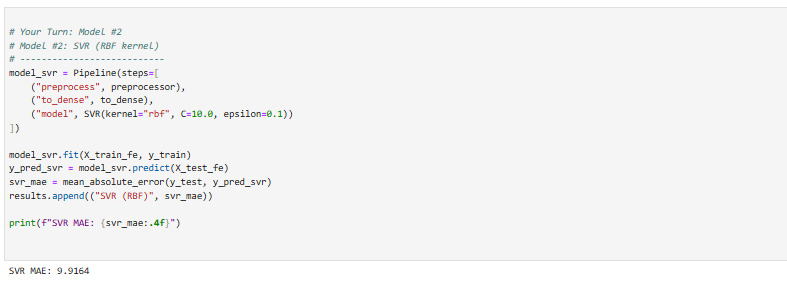 # Your Turn: Model #2
# Model #2: SVR (RBF kernel)
# --------------------------
model_svr = Pipeline(steps=[
    ("preprocess", preprocessor),
    ("to_dense", to_dense),
    ("model", SVR(kernel="rbf", C=10.0, epsilon=0.1))
])
model_svr.fit(X_train_fe, y_train)
y_pred_svr = model_svr.predict(X_test_fe)
svr_mae = mean_absolute_error(y_test, y_pred_svr)
results.append(("SVR (RBF)", svr_mae))
print(f"SVR MAE: {svr_mae:.4f}")
SVR MAE: 9.9164